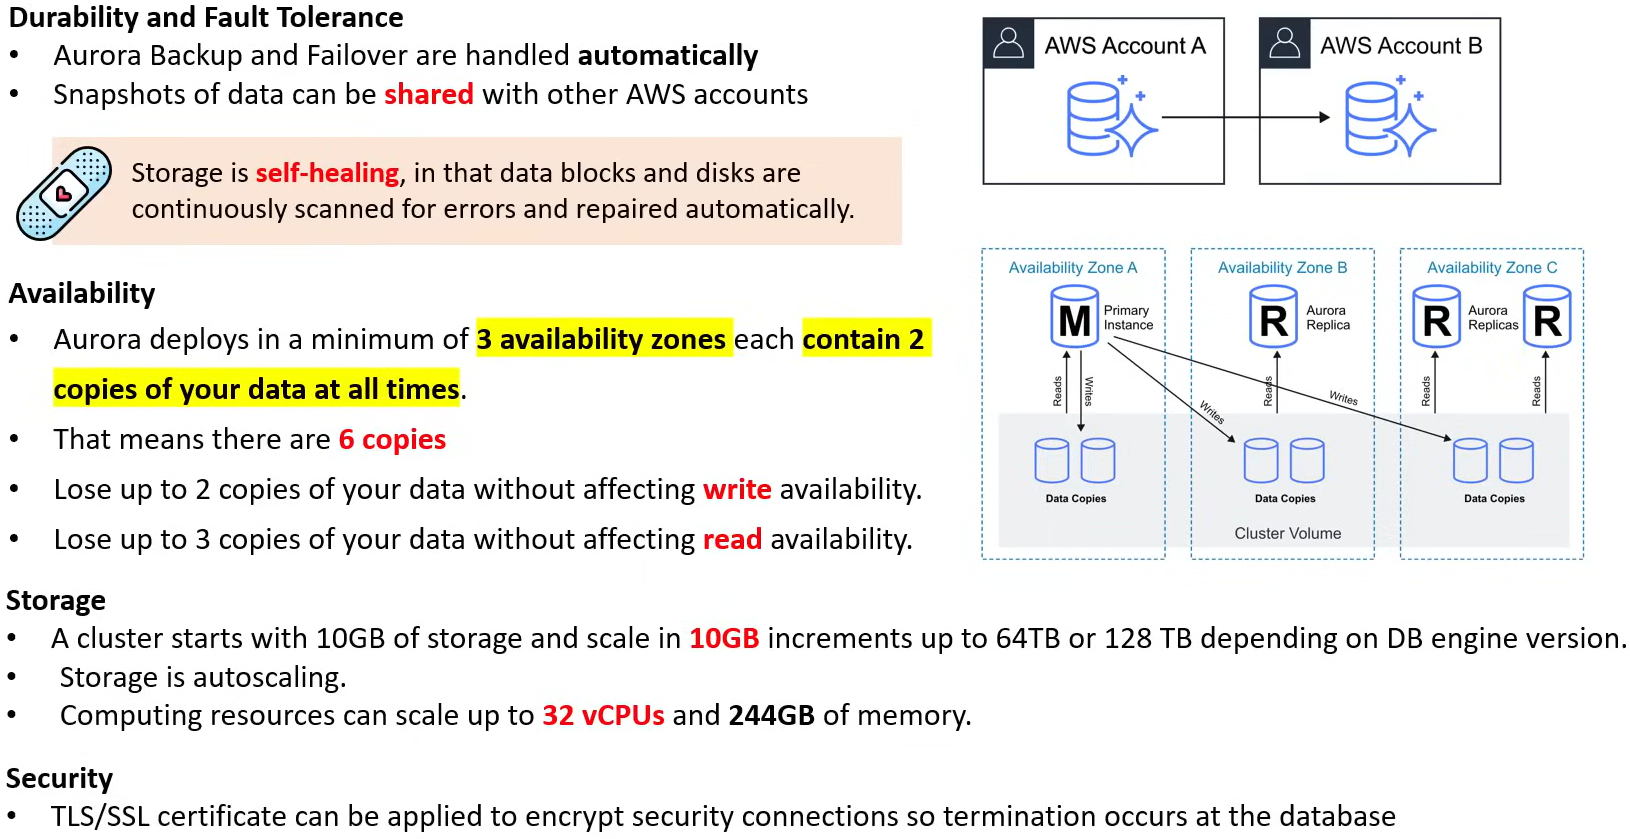 Durability and Fault Tolerance
• Aurora Backup and Failover are handled automatically
• Snapshots of data can be shared with other AWS accounts
Storage is self-healing, in that data blocks and disks are
continuously scanned for errors and repaired automatically.
Availability
• Aurora deploys in a minimum of 3 availability zones each contain 2
copies of your data at all times.
• That means there are 6 copies
• Lose up to 2 copies of your data without affecting write availability.
• Lose up to 3 copies of your data without affecting read availability.
Storage
• A cluster starts with 10GB of storage and scale in 10GB increments up to 64TB or 128 TB depending on DB engine version.
• Storage is autoscaling.
• Computing resources can scale up to 32 vCPUs and 244GB of memory.
Security
• TLS/SSL certificate can be applied to encrypt security connections so termination occurs at the database
AWS Account A
AWS Account B
Availability Zone A
Availability Zone B
Availability Zone C
M
Primary
Instance
R
Aurora
Replica
R
Aurora
Replicas
R
Reads
Writes
Writes
Reads
Writes
Reads
Reads
Data Copies
Data Copies
Data Copies
Cluster Volume